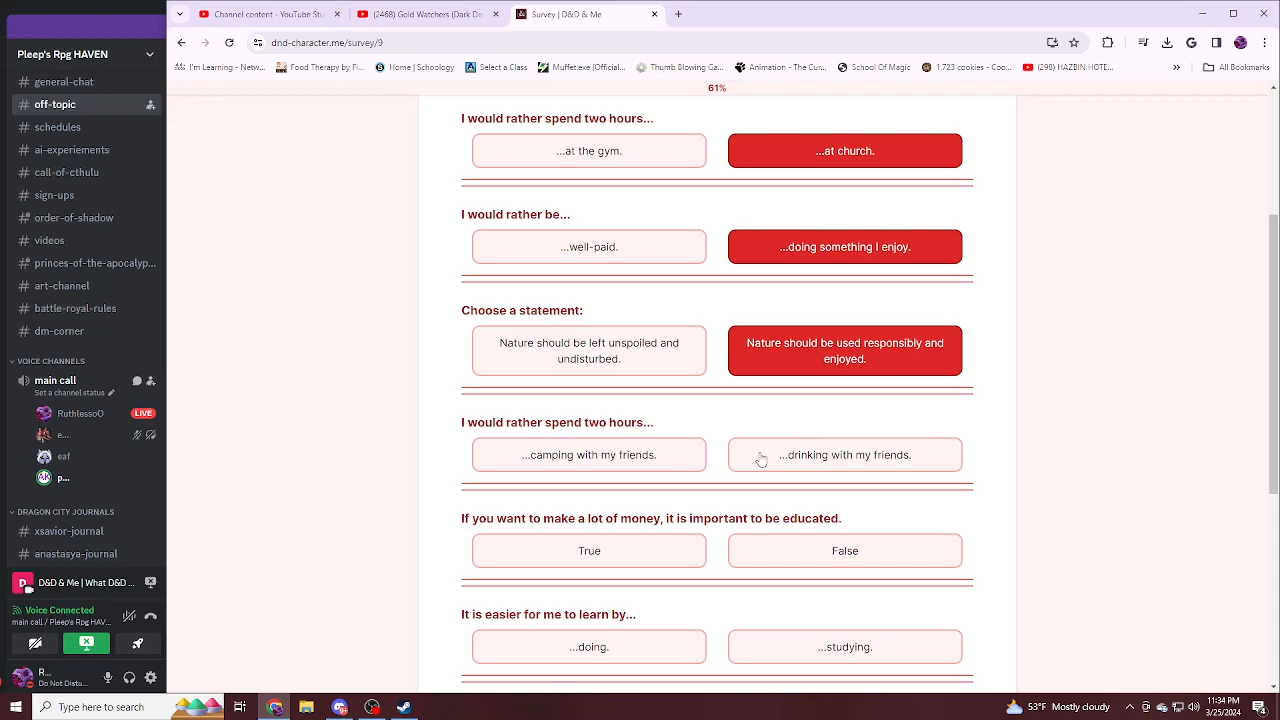 Channel content - YouTube Stu
(2468) Gold Watchers (Dark De
Survey | D&D & Me
dnd-character.me/survey/9
I'm Learning - Netw...
Food Therapy by Fi...
Home | Schoology
Select a Class
Muffet.exe (Official...
Thumb Blowing Ga...
Animation - The Cur...
School Of Magic
1,723 cookies - Coo...
(298) HAZBIN HOTE...
All Bookmarks
61%
Pleep's Rpg HAVEN
general-chat
off-topic
schedules
ai-experiements
call-of-cthulu
sign-ups
order-of-shadow
videos
princes-of-the-apocalyp...
art-channel
battle-royal-rules
dm-corner
VOICE CHANNELS
main call
Set a channel status
RuthlessoO
LIVE
e...
eaf
p...
DRAGON CITY JOURNALS
xsavior-journal
anastasya-journal
D&D & Me | What D&D ...
Voice Connected
main call / Pleep's Rpg HAV...
R...
Do Not Distu...
I would rather spend two hours...
...at the gym.
...at church.
I would rather be...
...well-paid.
...doing something I enjoy.
Choose a statement:
Nature should be left unspoiled and
undisturbed.
Nature should be used responsibly and
enjoyed.
I would rather spend two hours...
...camping with my friends.
...drinking with my friends.
If you want to make a lot of money, it is important to be educated.
True
False
It is easier for me to learn by...
...doing.
...studying.
Type here to search
53°F Mostly cloudy
11:34 PM
3/25/2024